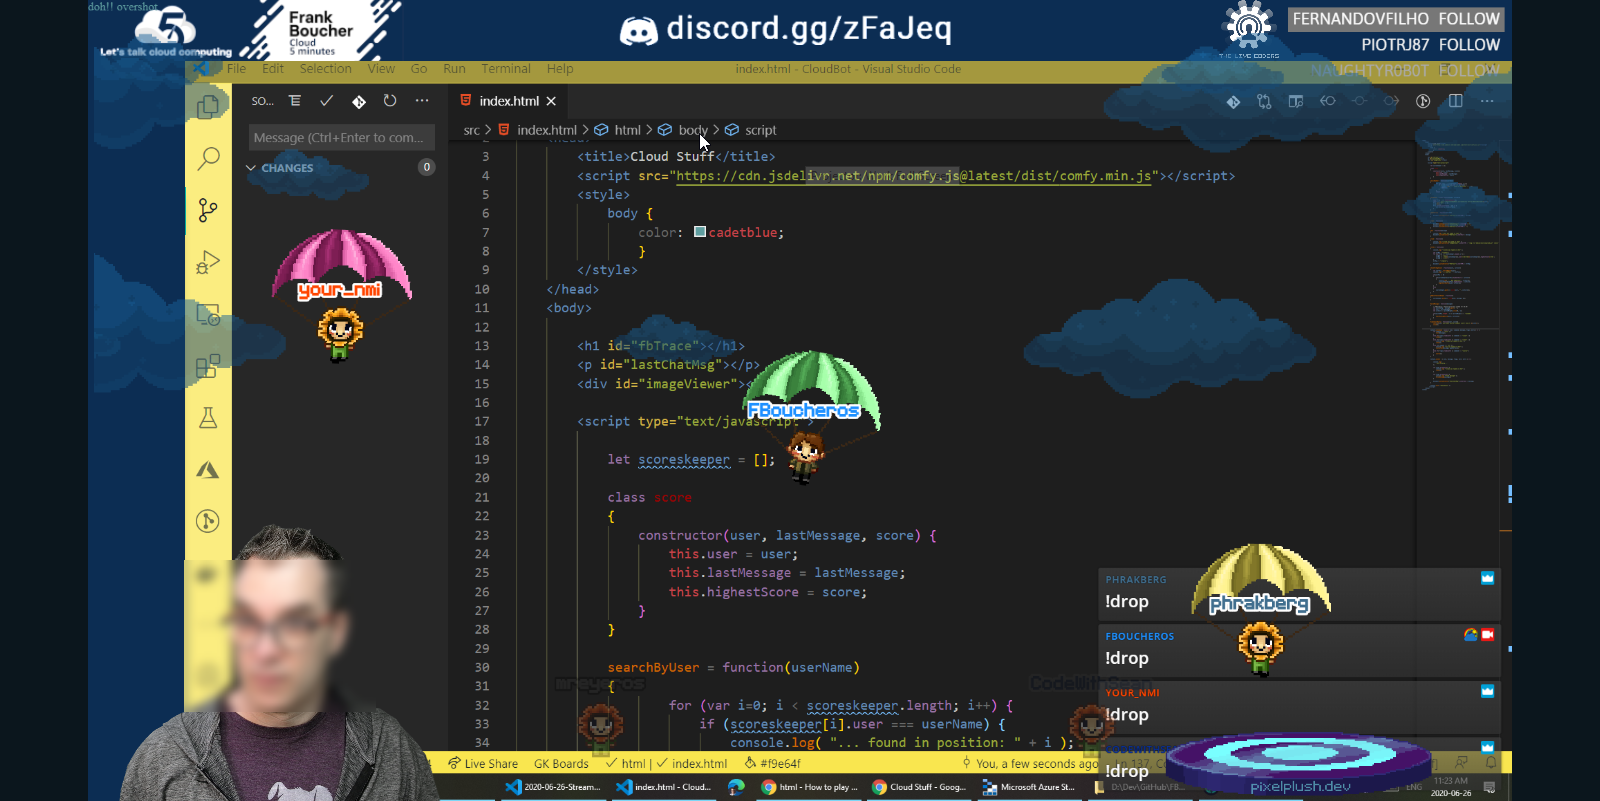 doh!! overshot
5
Let's talk cloud computing
Frank
Boucher
Cloud
5 minutes
discord.gg/zFaJeq
THE LIVE CODERS
FERNANDOVFILHO FOLLOW
PIOTRJ87 FOLLOW
NAUGHTYR0B0T FOLLOW
File Edit Selection View Go Run Terminal Help
index.html - CloudBot - Visual Studio Code
SO...
index.html
Message (Ctrl+Enter to com...
src > index.html > html > body > script
CHANGES 0
2 <head>
3 <title>Cloud Stuff</title>
4 <script src="https://cdn.jsdelivr.net/npm/comfy.js@latest/dist/comfy.min.js"></script>
5 <style>
6 body {
7 color: cadetblue;
8 }
9 </style>
10 </head>
11 <body>
12
13 <h1 id="fbTrace"></h1>
14 <p id="lastChatMsg"></p>
15 <div id="imageViewer"><
16
17 <script type="text/javascript">
18
19 let scoreskeeper = [];
20
21 class score
22 {
23 constructor(user, lastMessage, score) {
24 this.user = user;
25 this.lastMessage = lastMessage;
26 this.highestScore = score;
27 }
28 }
29
30 searchByUser = function(userName)
31 {
32 for (var i=0; i < scoreskeeper.length; i++) {
33 if (scoreskeeper[i].user === userName) {
34 console.log( "... found in position: " + i );
your_nmi
FBoucheros
phrakberg
mreyeros
CodeWithSean
PHRAKBERG
!drop
FBOUCHEROS
!drop
YOUR_NMI
!drop
CODEWITHSEAN
!drop
pixelplush.dev
Live Share GK Boards html | index.html #f9e64f
You, a few seconds ago Ln 137, C
2020-06-26-Stream... index.html - Cloud... html - How to play ... Cloud Stuff - Goog... Microsoft Azure St... D:\Dev\GitHub\FB...
ENG
11:23 AM
2020-06-26